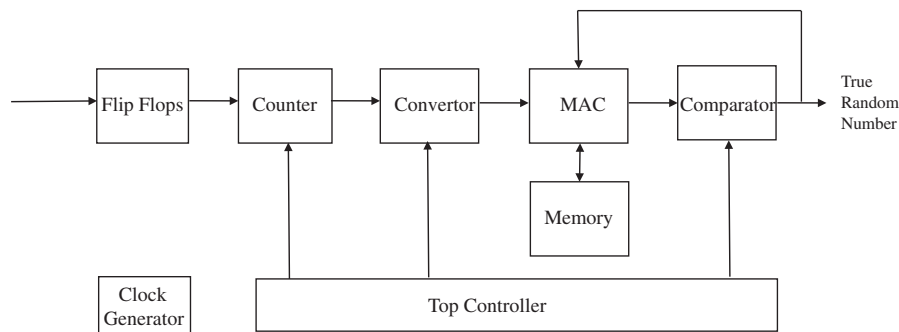 Flip Flops
Counter
Convertor
MAC
Comparator
True
Random
Number
Memory
Clock
Generator
Top Controller